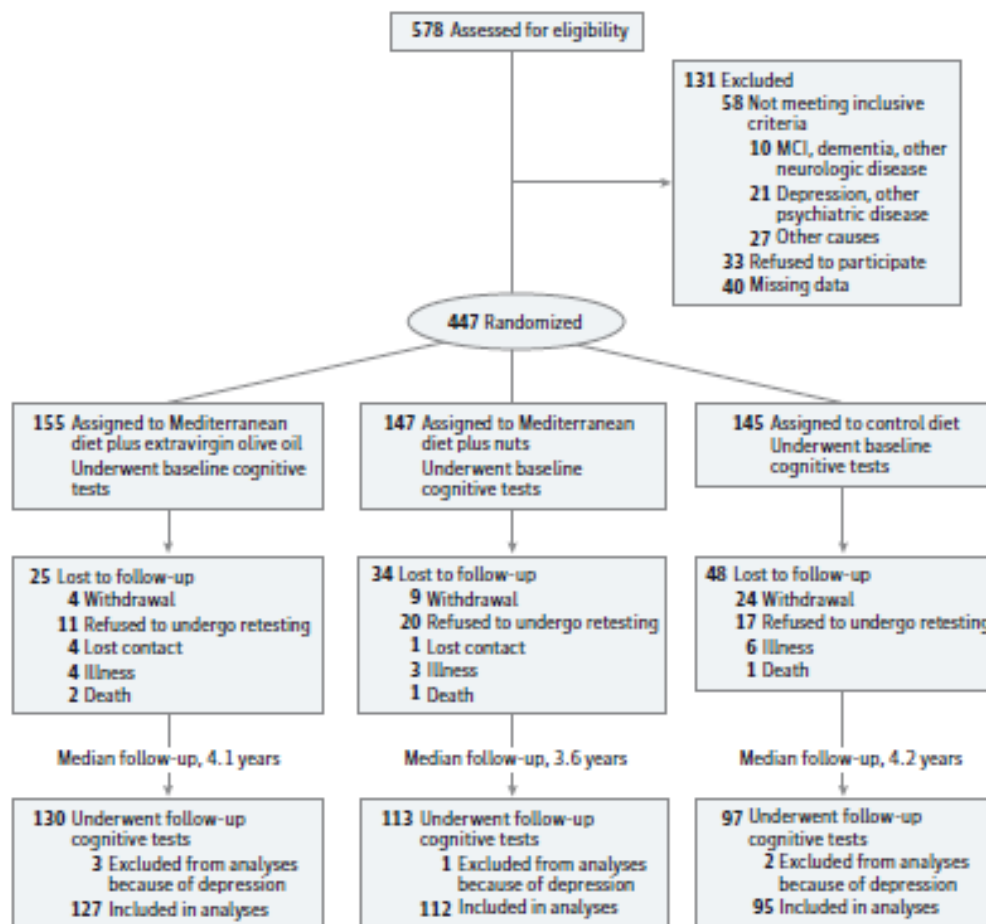 578 Assessed for eligibility
131 Excluded
58 Not meeting inclusive
criteria
10 MCI, dementia, other
neurologic disease
21 Depression, other
psychiatric disease
27 Other causes
33 Refused to participate
40 Missing data
447 Randomized
155 Assigned to Mediterranean
diet plus extravirgin olive oil
Underwent baseline cognitive
tests
147 Assigned to Mediterranean
diet plus nuts
Underwent baseline
cognitive tests
145 Assigned to control diet
Underwent baseline
cognitive tests
25 Lost to follow-up
4 Withdrawal
11 Refused to undergo retesting
4 Lost contact
4 Illness
2 Death
34 Lost to follow-up
9 Withdrawal
20 Refused to undergo retesting
1 Lost contact
3 Illness
1 Death
48 Lost to follow-up
24 Withdrawal
17 Refused to undergo retesting
6 Illness
1 Death
Median follow-up, 4.1 years
Median follow-up, 3.6 years
Median follow-up, 4.2 years
130 Underwent follow-up
cognitive tests
3 Excluded from analyses
because of depression
127 Included in analyses
113 Underwent follow-up
cognitive tests
1 Excluded from analyses
because of depression
112 Included in analyses
97 Underwent follow-up
cognitive tests
2 Excluded from analyses
because of depression
95 Included in analyses